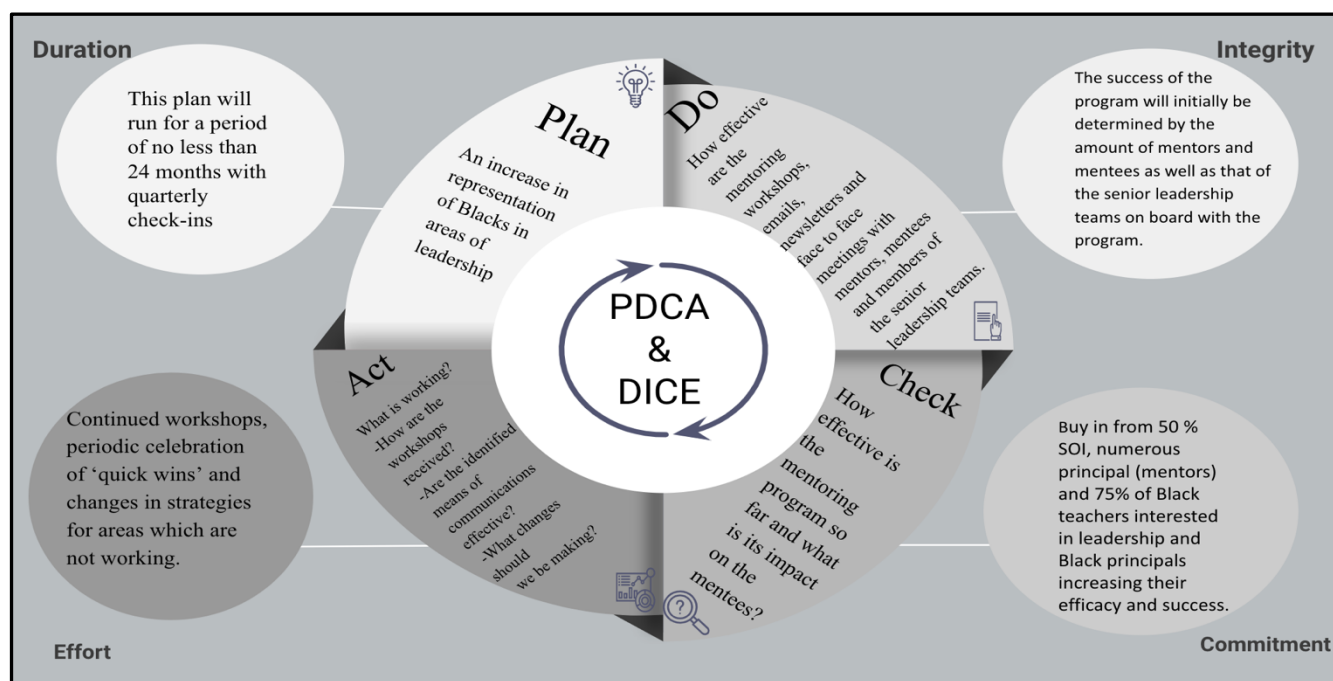 Duration
This plan will
run for a period
of no less than
24 months with
quarterly
check-ins
Integrity
The success of the
program will initially be
determined by the
amount of mentors and
mentees as well as that of
the senior leadership
teams on board with the
program.
Plan
An increase in
representation
of Blacks in
areas of
leadership
Do
How effective
are the
mentoring
workshops,
emails,
newsletters and
face to face
meetings with
mentors, mentees
and members of
the senior
leadership teams.
PDCA
&
DICE
Act
What is working?
-How are the
workshops
received?
-Are the identified
means of
communications
effective?
-What changes
should
we be making?
Check
How
effective is
the
mentoring
program so
far and what
is its impact
on the
mentees?
Continued workshops,
periodic celebration
of ‘quick wins’ and
changes in strategies
for areas which are
not working.
Effort
Buy in from 50 %
SOI, numerous
principal (mentors)
and 75% of Black
teachers interested
in leadership and
Black principals
increasing their
efficacy and success.
Commitment